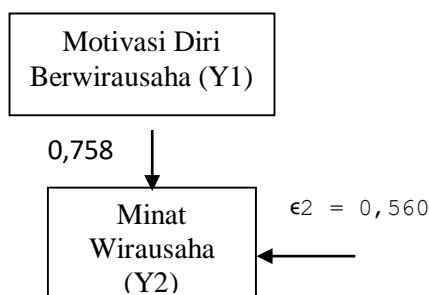 Motivasi Diri
Berwirausaha (Y1)
0,758
Minat
Wirausaha
(Y2)
ϵ2 = 0,560